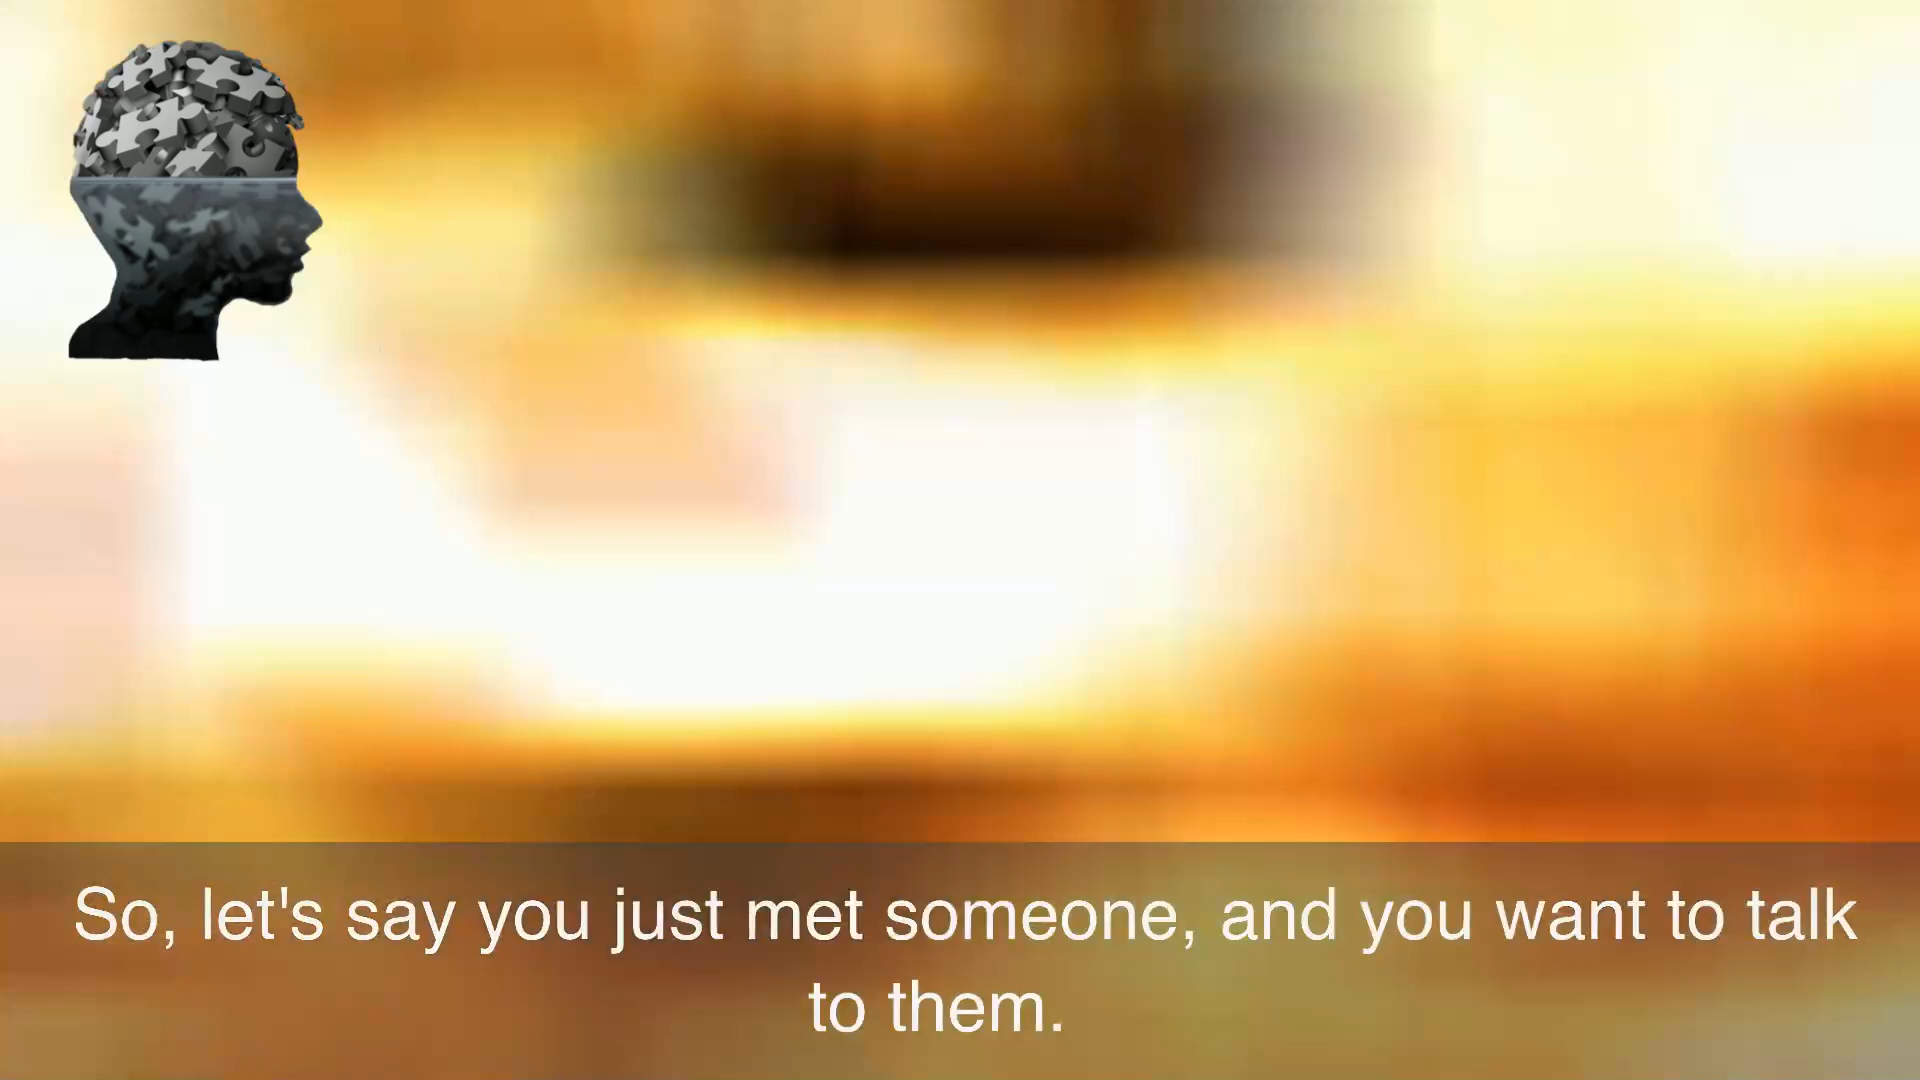 So, let's say you just met someone, and you want to talk
to them.